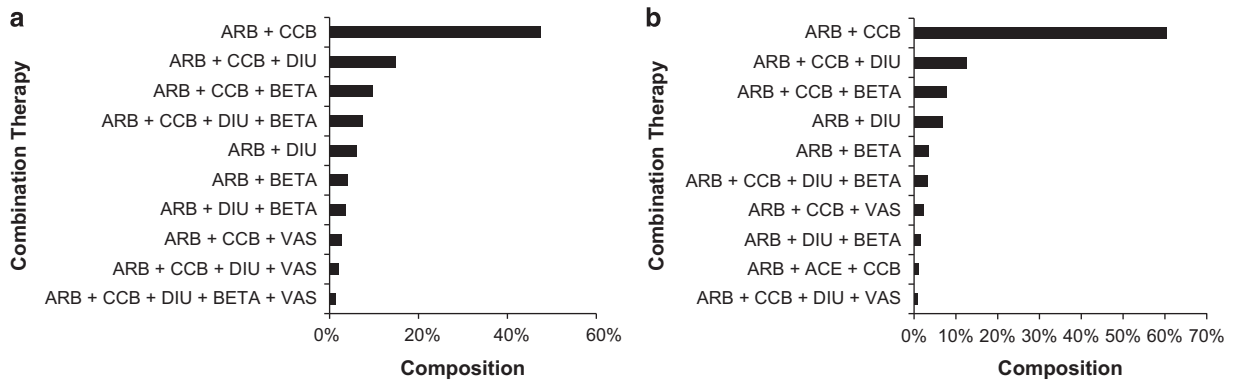 a
Combination Therapy
ARB + CCB
ARB + CCB + DIU
ARB + CCB + BETA
ARB + CCB + DIU + BETA
ARB + DIU
ARB + BETA
ARB + DIU + BETA
ARB + CCB + VAS
ARB + CCB + DIU + VAS
ARB + CCB + DIU + BETA + VAS
0% 20% 40% 60%
Composition
b
Combination Therapy
ARB + CCB
ARB + CCB + DIU
ARB + CCB + BETA
ARB + DIU
ARB + BETA
ARB + CCB + DIU + BETA
ARB + CCB + VAS
ARB + DIU + BETA
ARB + ACE + CCB
ARB + CCB + DIU + VAS
0% 10% 20% 30% 40% 50% 60% 70%
Composition